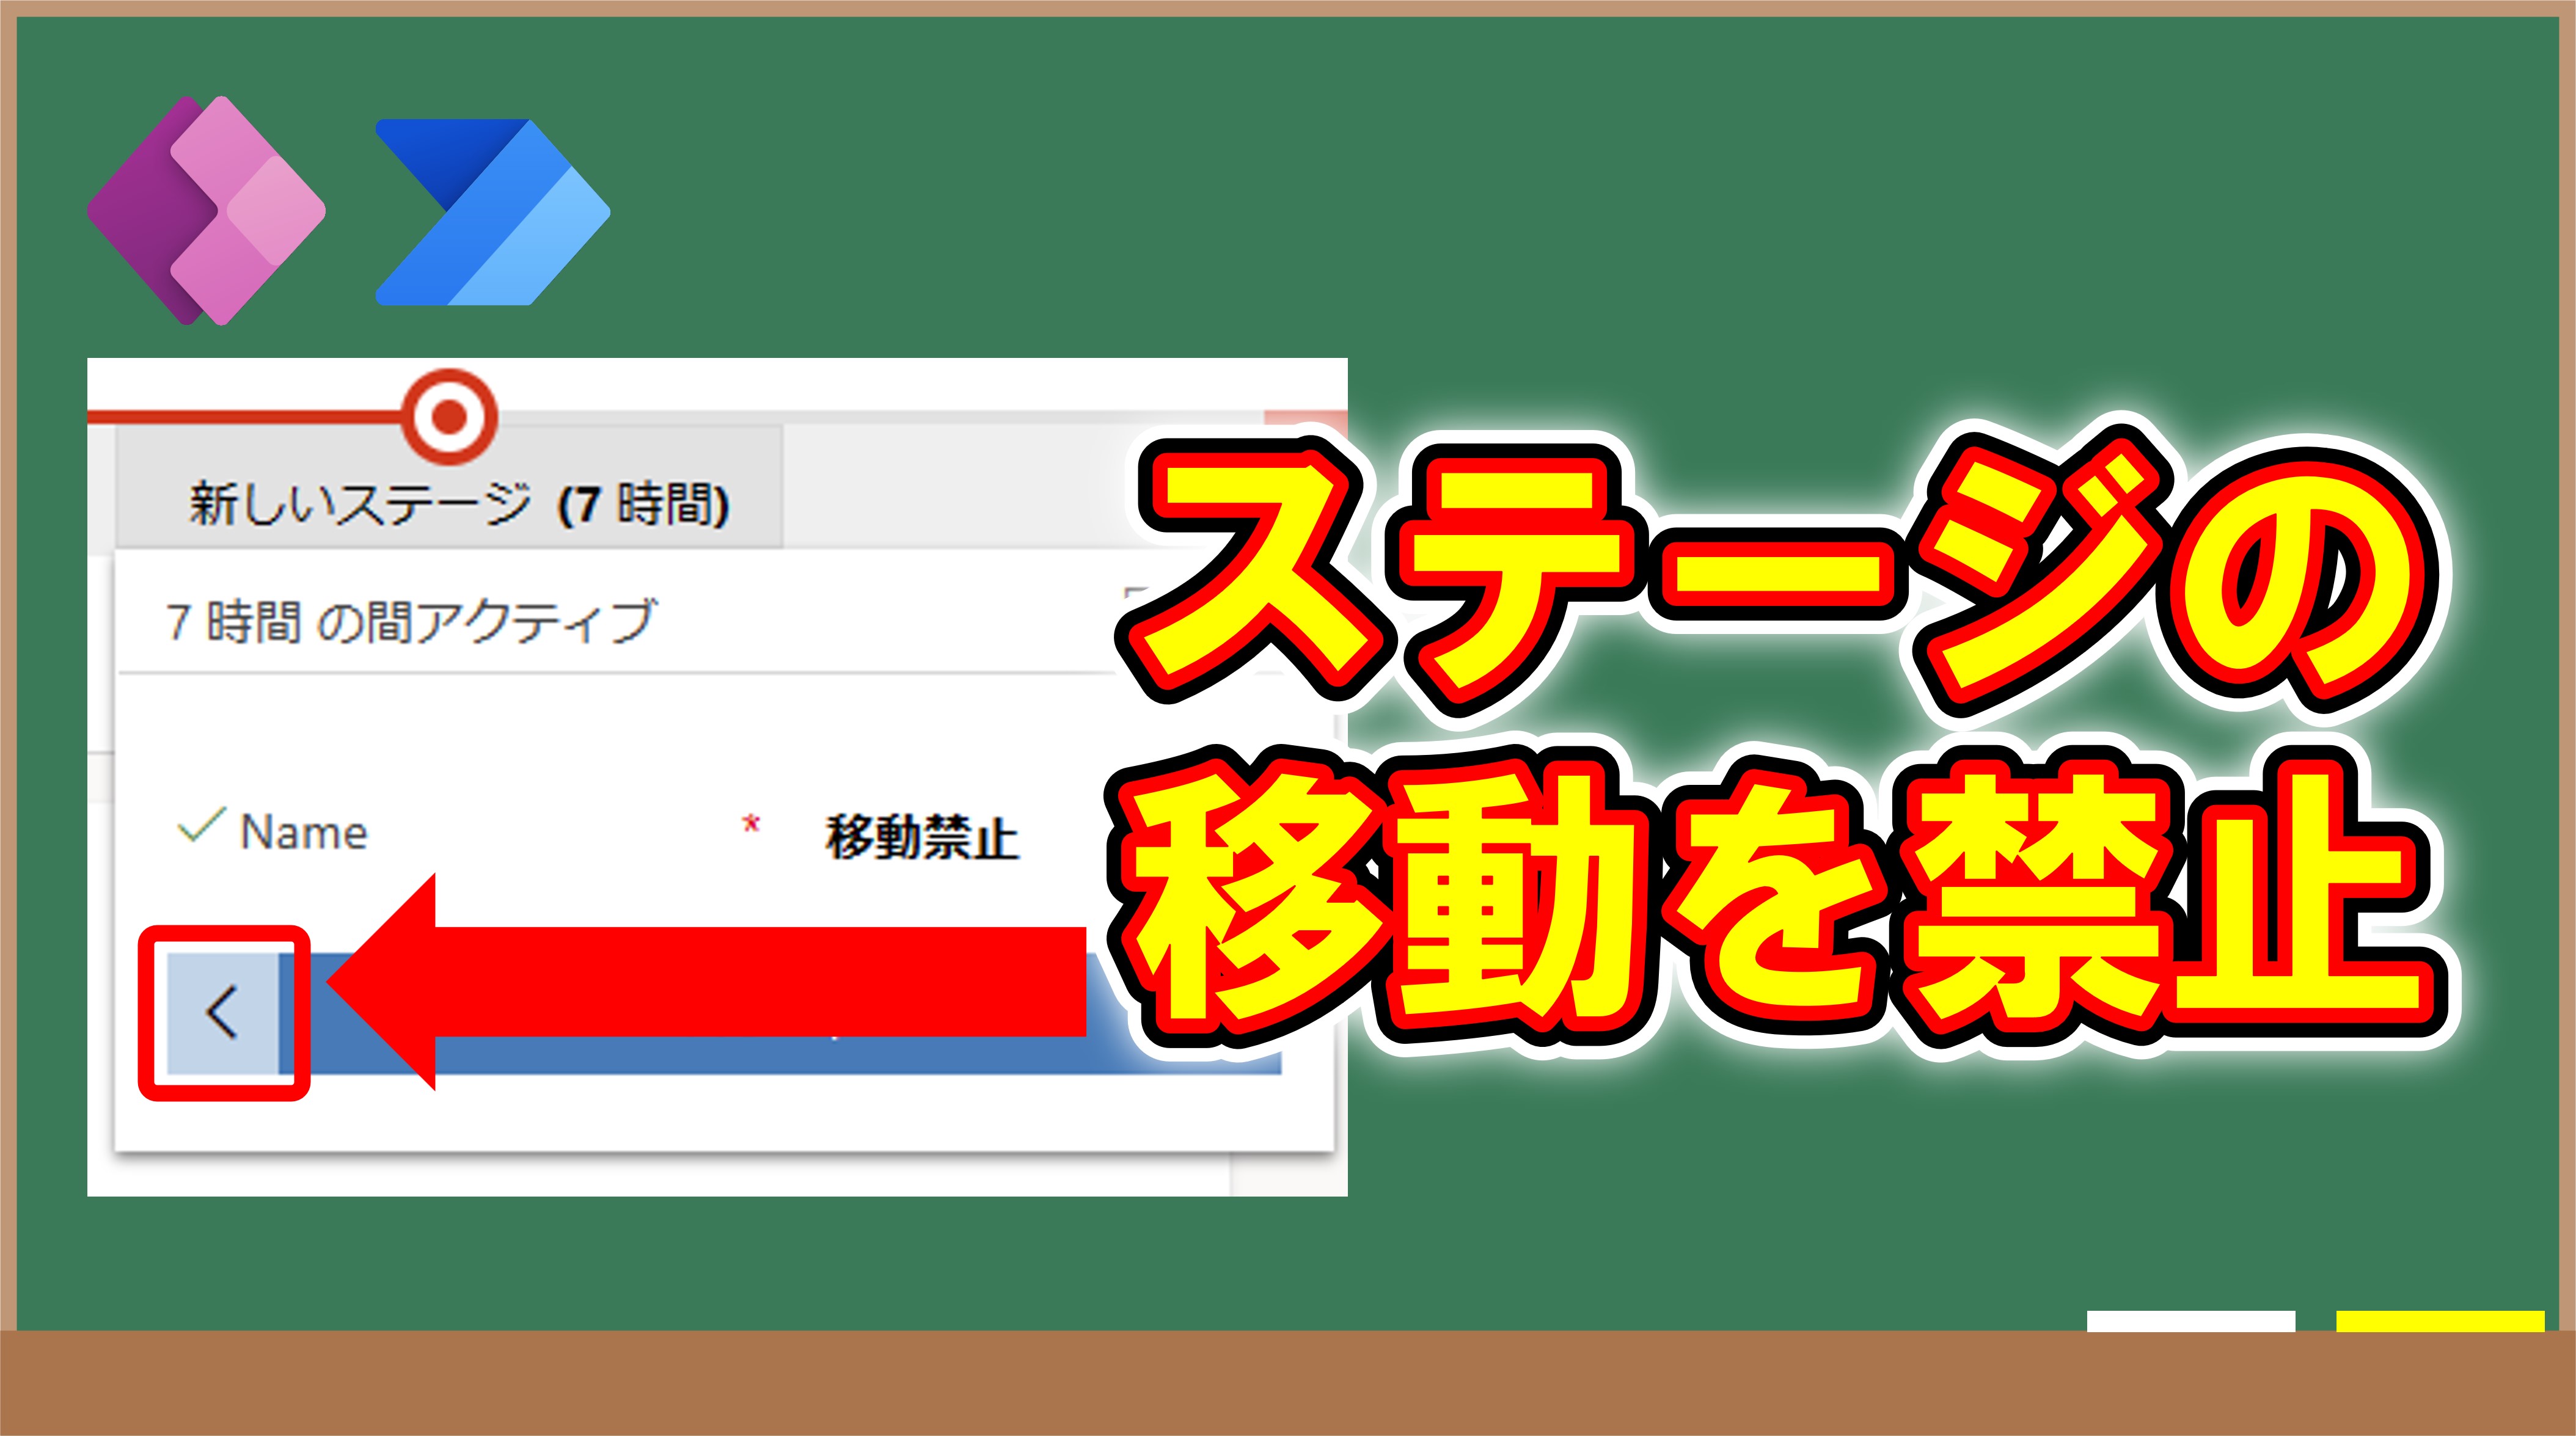 新しいステージ (7 時間)
7 時間 の間アクティブ
Name * 移動禁止
ステージの
移動を禁止